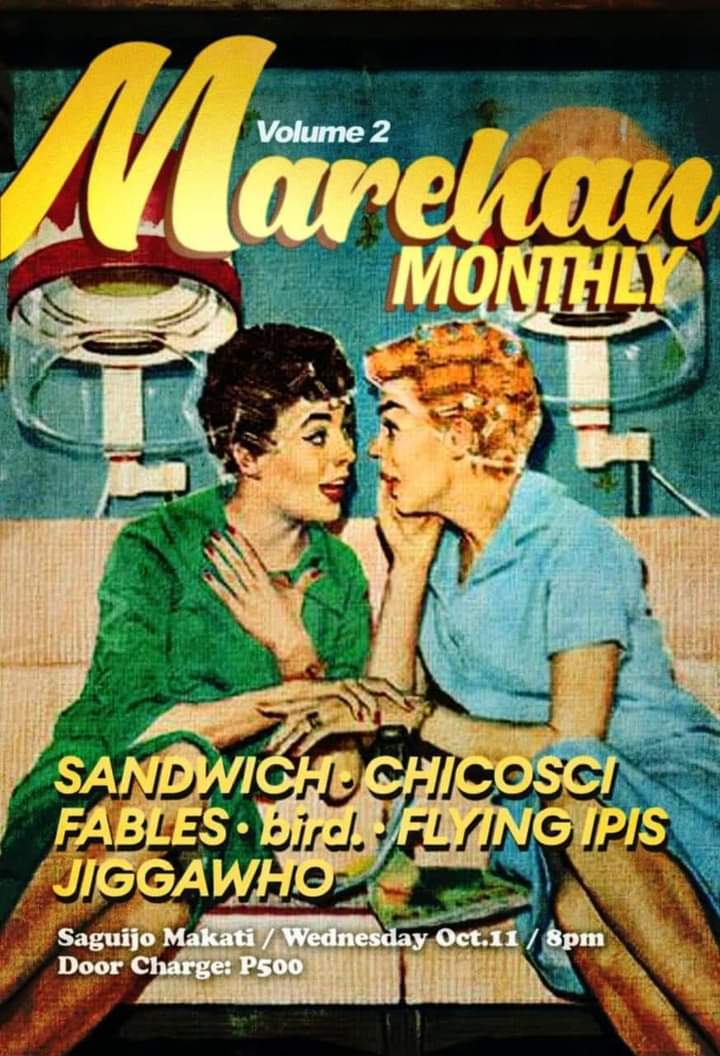 Volume 2
Marehan
MONTHLY
SANDWICH • CHICOSCI
FABLES • bird. • FLYING IPIS
JIGGAWHO
Saguijo Makati / Wednesday Oct.11 / 8pm
Door Charge: P500